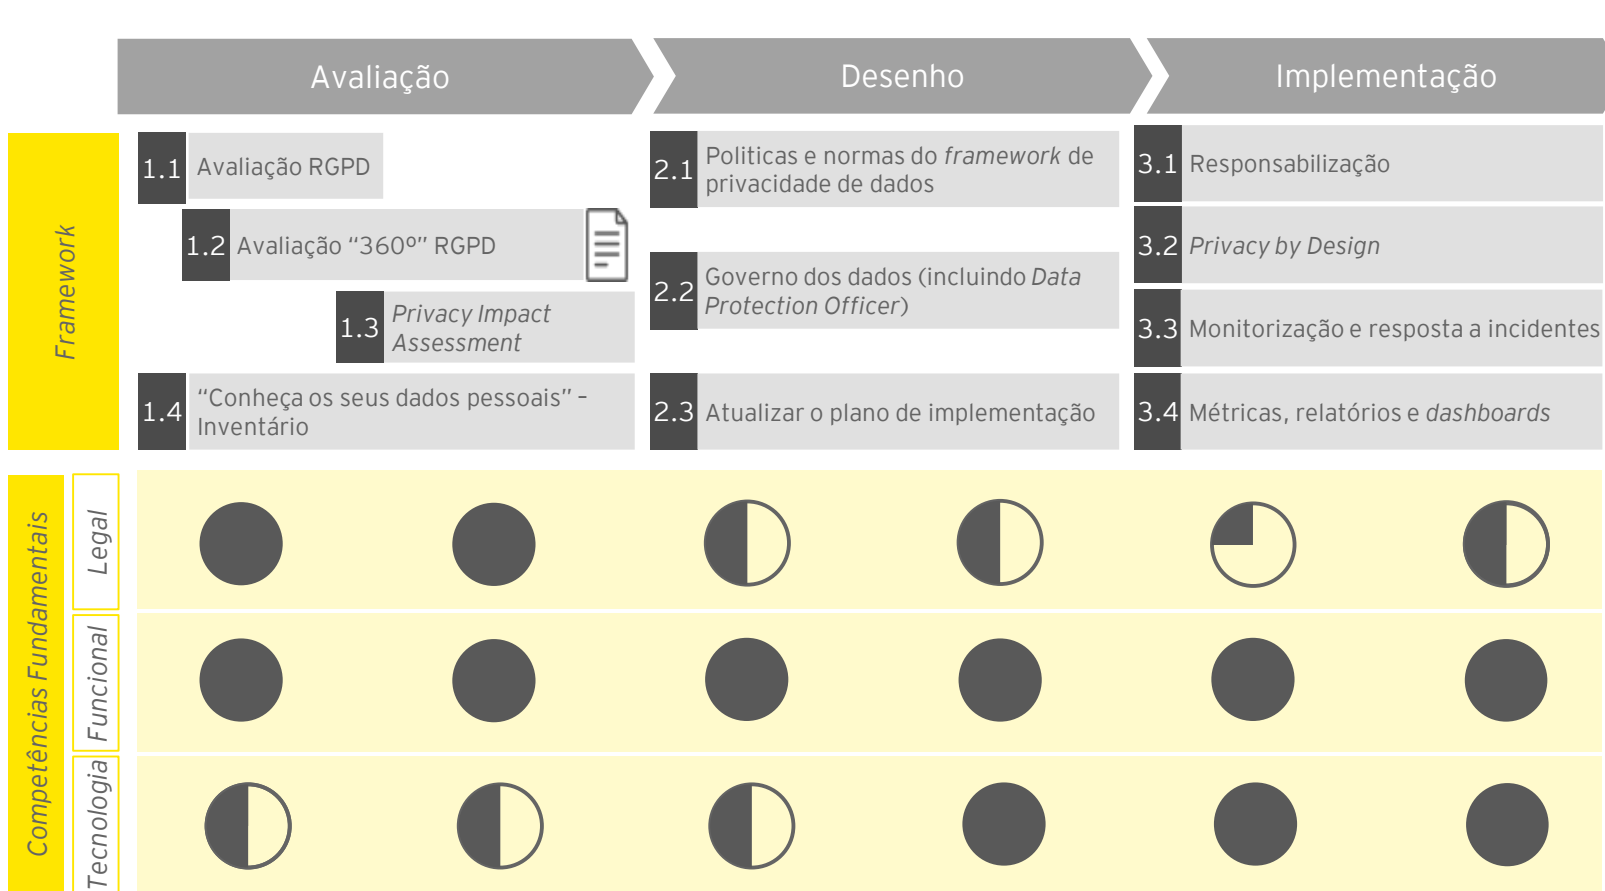 Avaliação
Desenho
Implementação
Framework
1.1
Avaliação RGPD
1.2
Avaliação “360º” RGPD
1.3
Privacy Impact
Assessment
1.4
“Conheça os seus dados pessoais” –
Inventário
2.1
Politicas e normas do framework de
privacidade de dados
2.2
Governo dos dados (incluindo Data
Protection Officer)
2.3
Atualizar o plano de implementação
3.1
Responsabilização
3.2
Privacy by Design
3.3
Monitorização e resposta a incidentes
3.4
Métricas, relatórios e dashboards
Competências Fundamentais
Legal
Funcional
Tecnologia